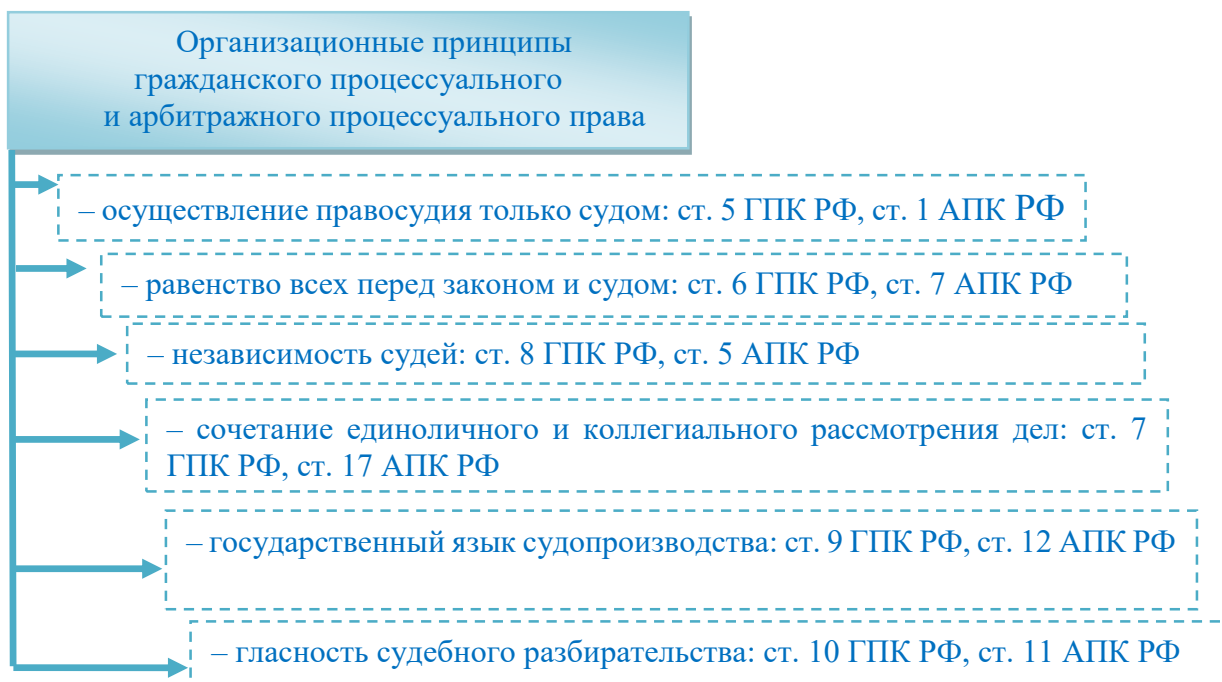 Организационные принципы
гражданского процессуального
и арбитражного процессуального права
– осуществление правосудия только судом: ст. 5 ГПК РФ, ст. 1 АПК РФ
– равенство всех перед законом и судом: ст. 6 ГПК РФ, ст. 7 АПК РФ
– независимость судей: ст. 8 ГПК РФ, ст. 5 АПК РФ
– сочетание единоличного и коллегиального рассмотрения дел: ст. 7
ГПК РФ, ст. 17 АПК РФ
– государственный язык судопроизводства: ст. 9 ГПК РФ, ст. 12 АПК РФ
– гласность судебного разбирательства: ст. 10 ГПК РФ, ст. 11 АПК РФ